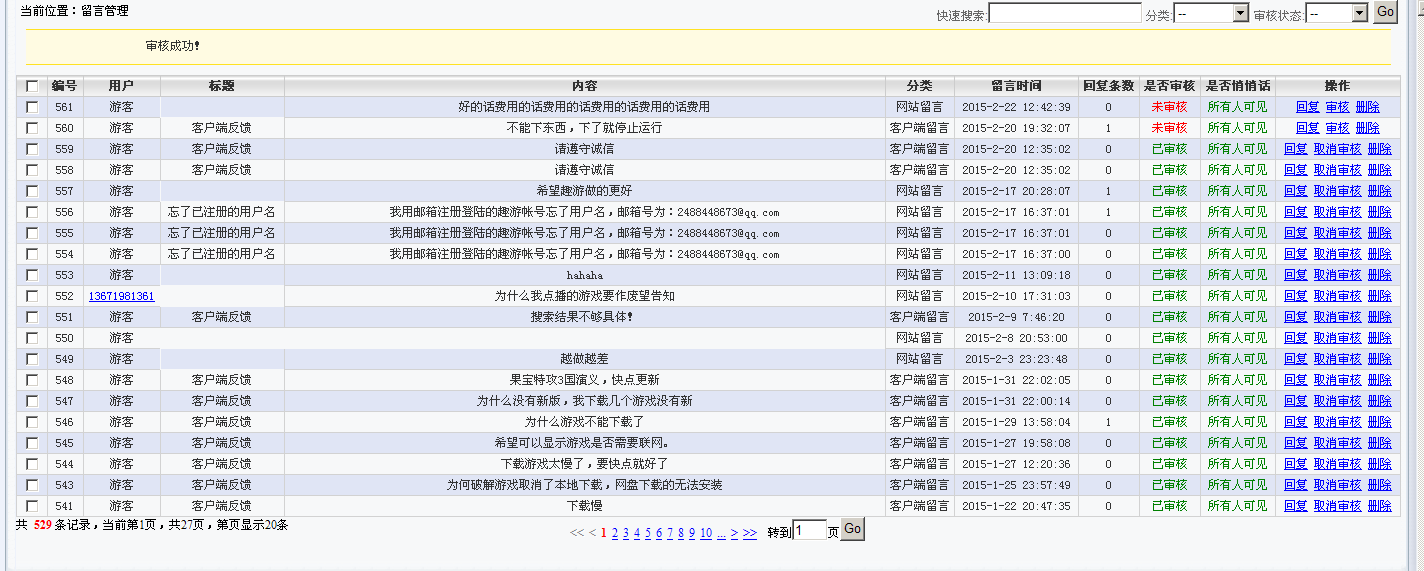 当前位置：留言管理 快速搜索: 分类: -- 审核状态: -- Go
审核成功！
编号 用户 标题 内容 分类 留言时间 回复条数 是否审核 是否悄悄话 操作
561 游客 好的话费用的话费用的话费用的话费用的话费用 网站留言 2015-2-22 12:42:39 0 未审核 所有人可见 回复 审核 删除
560 游客 客户端反馈 不能下东西，下了就停止运行 客户端留言 2015-2-20 19:32:07 1 未审核 所有人可见 回复 审核 删除
559 游客 客户端反馈 请遵守诚信 客户端留言 2015-2-20 12:35:02 0 已审核 所有人可见 回复 取消审核 删除
558 游客 客户端反馈 请遵守诚信 客户端留言 2015-2-20 12:35:02 0 已审核 所有人可见 回复 取消审核 删除
557 游客 希望趣游做的更好 网站留言 2015-2-17 20:28:07 1 已审核 所有人可见 回复 取消审核 删除
556 游客 忘了已注册的用户名 我用邮箱注册登陆的趣游帐号忘了用户名，邮箱号为：2488448673@qq.com 网站留言 2015-2-17 16:37:01 1 已审核 所有人可见 回复 取消审核 删除
555 游客 忘了已注册的用户名 我用邮箱注册登陆的趣游帐号忘了用户名，邮箱号为：2488448673@qq.com 网站留言 2015-2-17 16:37:01 0 已审核 所有人可见 回复 取消审核 删除
554 游客 忘了已注册的用户名 我用邮箱注册登陆的趣游帐号忘了用户名，邮箱号为：2488448673@qq.com 网站留言 2015-2-17 16:37:00 0 已审核 所有人可见 回复 取消审核 删除
553 游客 hahaha 网站留言 2015-2-11 13:09:18 0 已审核 所有人可见 回复 取消审核 删除
552 13671981361 为什么我点播的游戏要作废望告知 网站留言 2015-2-10 17:31:03 0 已审核 所有人可见 回复 取消审核 删除
551 游客 客户端反馈 搜索结果不够具体！ 客户端留言 2015-2-9 7:46:20 0 已审核 所有人可见 回复 取消审核 删除
550 游客 网站留言 2015-2-8 20:53:00 0 已审核 所有人可见 回复 取消审核 删除
549 游客 越做越差 网站留言 2015-2-3 23:23:48 0 已审核 所有人可见 回复 取消审核 删除
548 游客 客户端反馈 果宝特攻3国演义，快点更新 客户端留言 2015-1-31 22:02:05 0 已审核 所有人可见 回复 取消审核 删除
547 游客 客户端反馈 为什么没有新版，我下载几个游戏没有新 客户端留言 2015-1-31 22:00:14 0 已审核 所有人可见 回复 取消审核 删除
546 游客 客户端反馈 为什么游戏不能下载了 客户端留言 2015-1-29 13:58:04 1 已审核 所有人可见 回复 取消审核 删除
545 游客 客户端反馈 希望可以显示游戏是否需要联网。 客户端留言 2015-1-27 19:58:08 0 已审核 所有人可见 回复 取消审核 删除
544 游客 客户端反馈 下载游戏太慢了，要快点就好了 客户端留言 2015-1-27 12:20:36 0 已审核 所有人可见 回复 取消审核 删除
543 游客 客户端反馈 为何破解游戏取消了本地下载，网盘下载的无法安装 客户端留言 2015-1-25 23:57:49 0 已审核 所有人可见 回复 取消审核 删除
541 游客 客户端反馈 下载慢 客户端留言 2015-1-22 20:47:35 0 已审核 所有人可见 回复 取消审核 删除
共 529 条记录，当前第1页，共27页，第页显示20条 << < 1 2 3 4 5 6 7 8 9 10 ... > >> 转到 1 页 Go